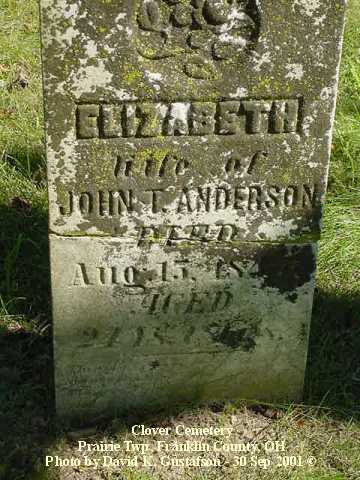 ELIZABETH
Wife of
JOHN T. ANDERSON
DIED
Aug. 15,
AGED
Clover Cemetery
Prairie Twp, Franklin County, OH
Photo by David K. Gustafson - 30 Sep 2001 ©